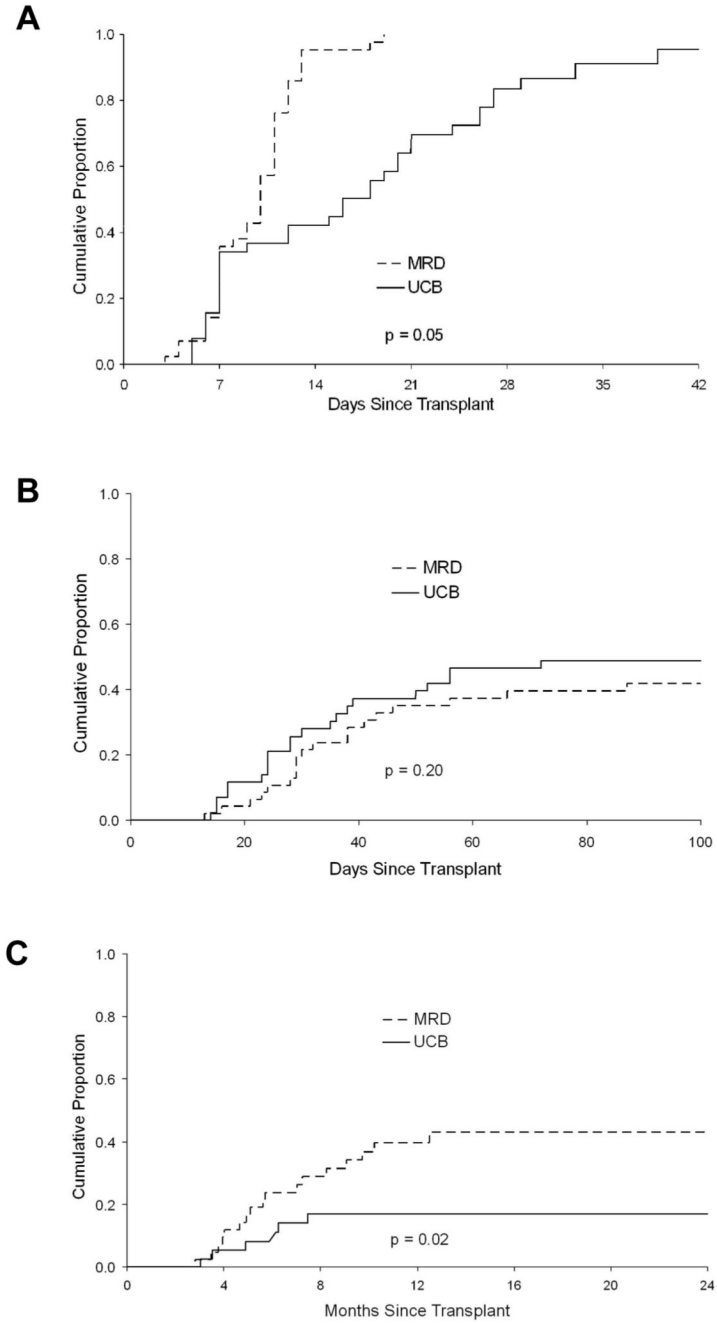 A
1.0
0.8
0.6
0.4
0.2
0.0
Cumulative Proportion
MRD
UCB
p = 0.05
0 7 14 21 28 35 42
Days Since Transplant
B
1.0
0.8
0.6
0.4
0.2
0.0
Cumulative Proportion
MRD
UCB
p = 0.20
0 20 40 60 80 100
Days Since Transplant
C
1.0
0.8
0.6
0.4
0.2
0.0
Cumulative Proportion
MRD
UCB
p = 0.02
0 4 8 12 16 20 24
Months Since Transplant